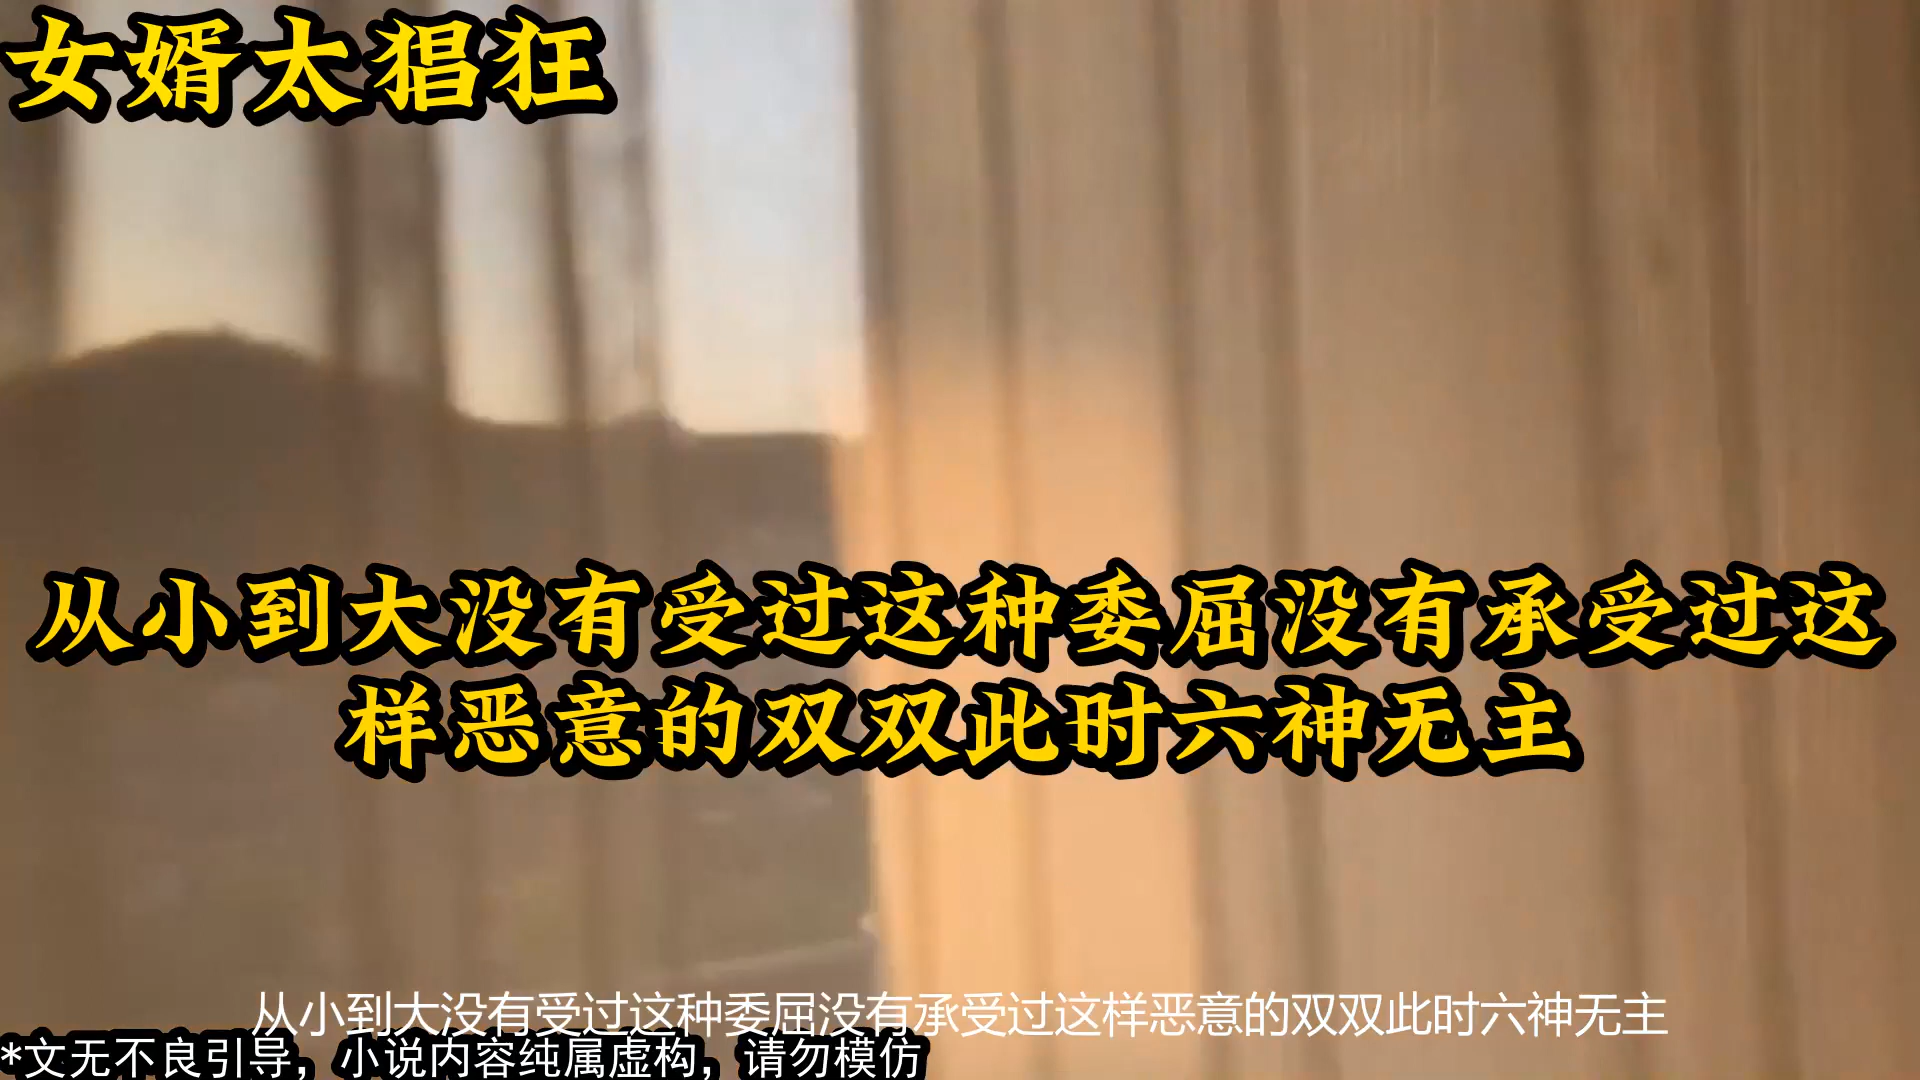 女婿太猖狂
从小到大没有受过这种委屈没有承受过这
样恶意的双双此时六神无主
从小到大没有受过这种委屈没有承受过这样恶意的双双此时六神无主
*文无不良引导，小说内容纯属虚构，请勿模仿